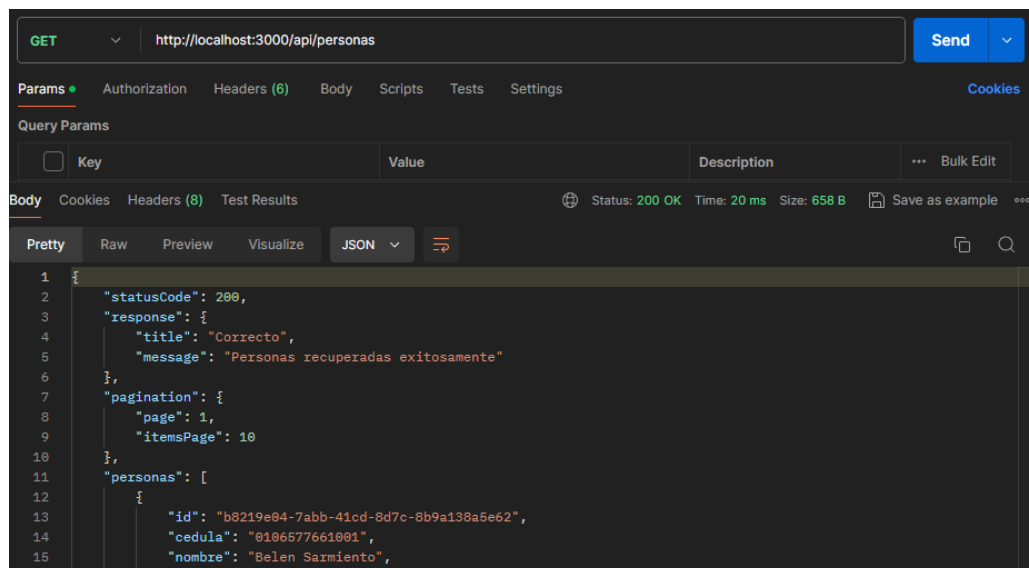 GET http://localhost:3000/api/personas Send
Params Authorization Headers (6) Body Scripts Tests Settings Cookies
Query Params
Key Value Description ••• Bulk Edit
Body Cookies Headers (8) Test Results Status: 200 OK Time: 20 ms Size: 658 B Save as example •••
Pretty Raw Preview Visualize JSON
1 {
2 "statusCode": 200,
3 "response": {
4 "title": "Correcto",
5 "message": "Personas recuperadas exitosamente"
6 },
7 "pagination": {
8 "page": 1,
9 "itemsPage": 10
10 },
11 "personas": [
12 {
13 "id": "b8219e04-7abb-41cd-8d7c-8b9a138a5e62",
14 "cedula": "0106577661001",
15 "nombre": "Belen Sarmiento",